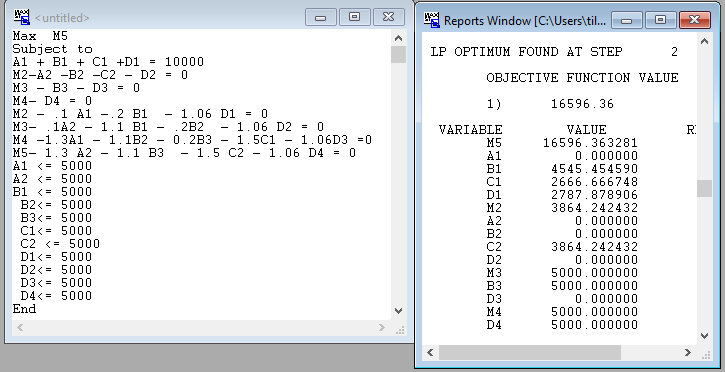 <untitled>
Max  M5
Subject to
A1 + B1 + C1 +D1 = 10000
M2-A2 -B2 -C2 - D2 = 0
M3 - B3 - D3 = 0
M4- D4 = 0
M2 - .1 A1 -.2 B1  - 1.06 D1 = 0
M3- .1A2 - 1.1 B1 - .2B2  - 1.06 D2 = 0
M4 -1.3A1 - 1.1B2 - 0.2B3 - 1.5C1 - 1.06D3 =0
M5- 1.3 A2 - 1.1 B3  - 1.5 C2 - 1.06 D4 = 0
A1 <= 5000
A2 <= 5000
B1 <= 5000
B2<= 5000
B3<= 5000
C1<= 5000
C2 <= 5000
D1<= 5000
D2<= 5000
D3<= 5000
D4<= 5000
End
Reports Window [C:\Users\til...
LP OPTIMUM FOUND AT STEP      2
OBJECTIVE FUNCTION VALUE
1)      16596.36
VARIABLE        VALUE
M5     16596.363281
A1         0.000000
B1      4545.454590
C1      2666.666748
D1      2787.878906
M2      3864.242432
A2         0.000000
B2         0.000000
C2      3864.242432
D2         0.000000
M3      5000.000000
B3      5000.000000
D3         0.000000
M4      5000.000000
D4      5000.000000